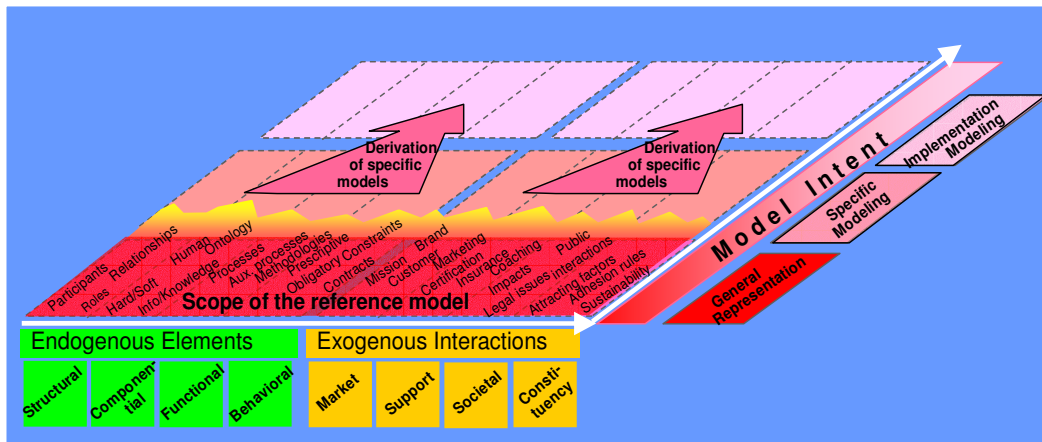 Derivation
of specific
models
Derivation
of specific
models
Model Intent
Implementation
Modeling
Specific
Modeling
General
Representation
Participants
Relationships
Roles
Hard/Soft
Human
Ontology
Info/Knowledge
Processes
Aux. processes
Methodologies
Prescriptive
Obligatory
Constraints
Contracts
Mission
Brand
Customer
Marketing
Certification
Insurance
Coaching
Impacts
Public
Legal issues
interactions
Attracting factors
Adhesion rules
Sustainability
Scope of the reference model
Endogenous Elements
Exogenous Interactions
Structural
Componen-
tial
Functional
Behavioral
Market
Support
Societal
Consti-
tuency